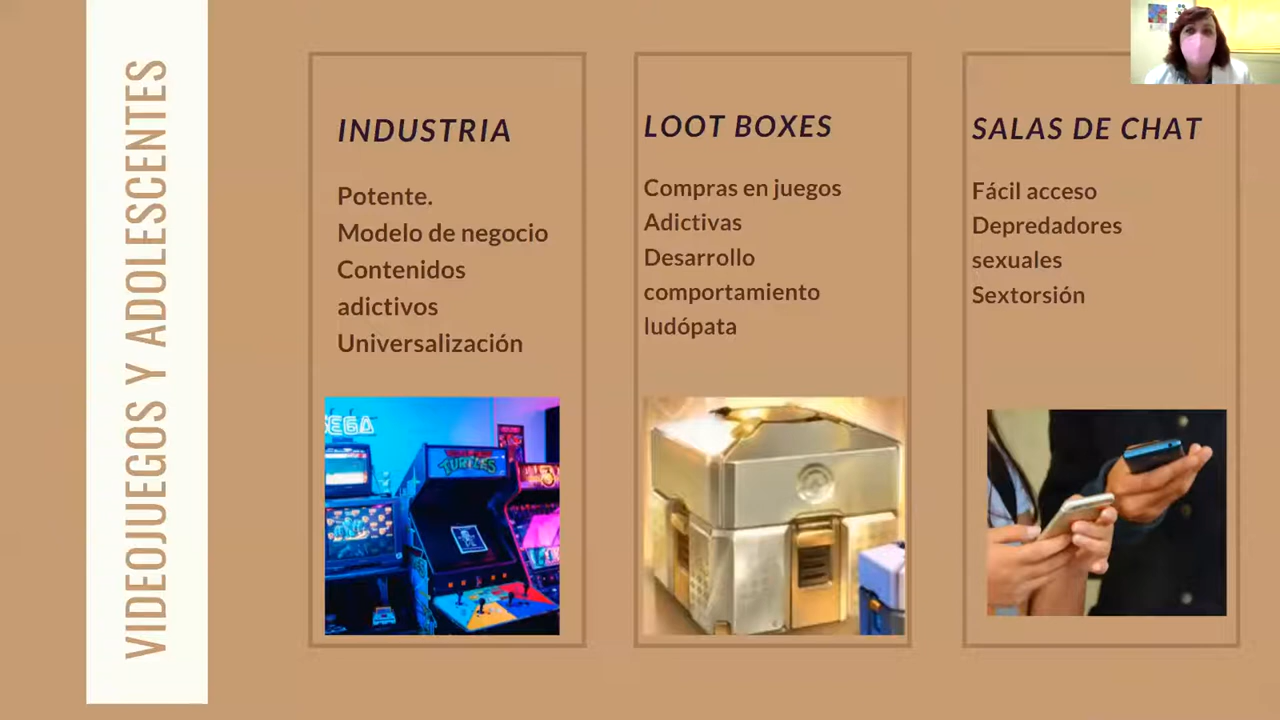 VIDEOJUEGOS Y ADOLESCENTES
INDUSTRIA
Potente.
Modelo de negocio
Contenidos
adictivos
Universalización
SEGA
TURTLES
LOOT BOXES
Compras en juegos
Adictivas
Desarrollo
comportamiento
ludópata
SALAS DE CHAT
Fácil acceso
Depredadores
sexuales
Sextorsión